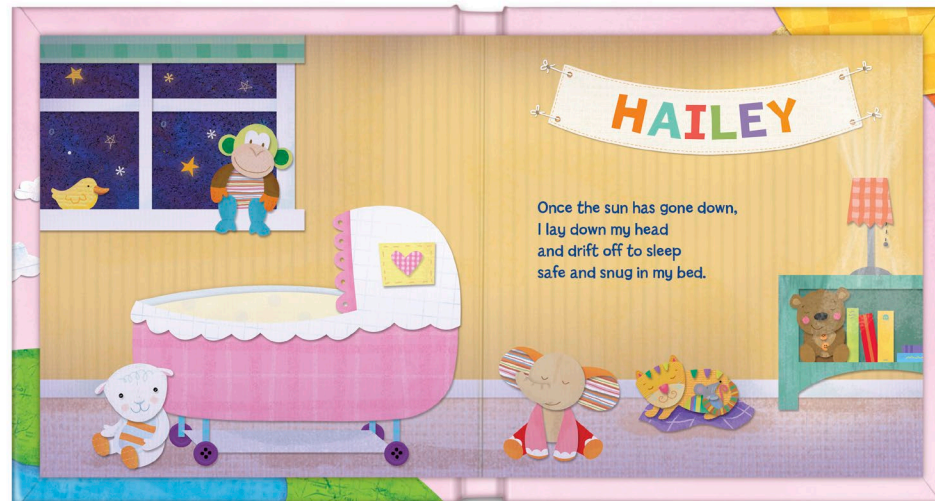 HAILEY
Once the sun has gone down,
I lay down my head
and drift off to sleep
safe and snug in my bed.